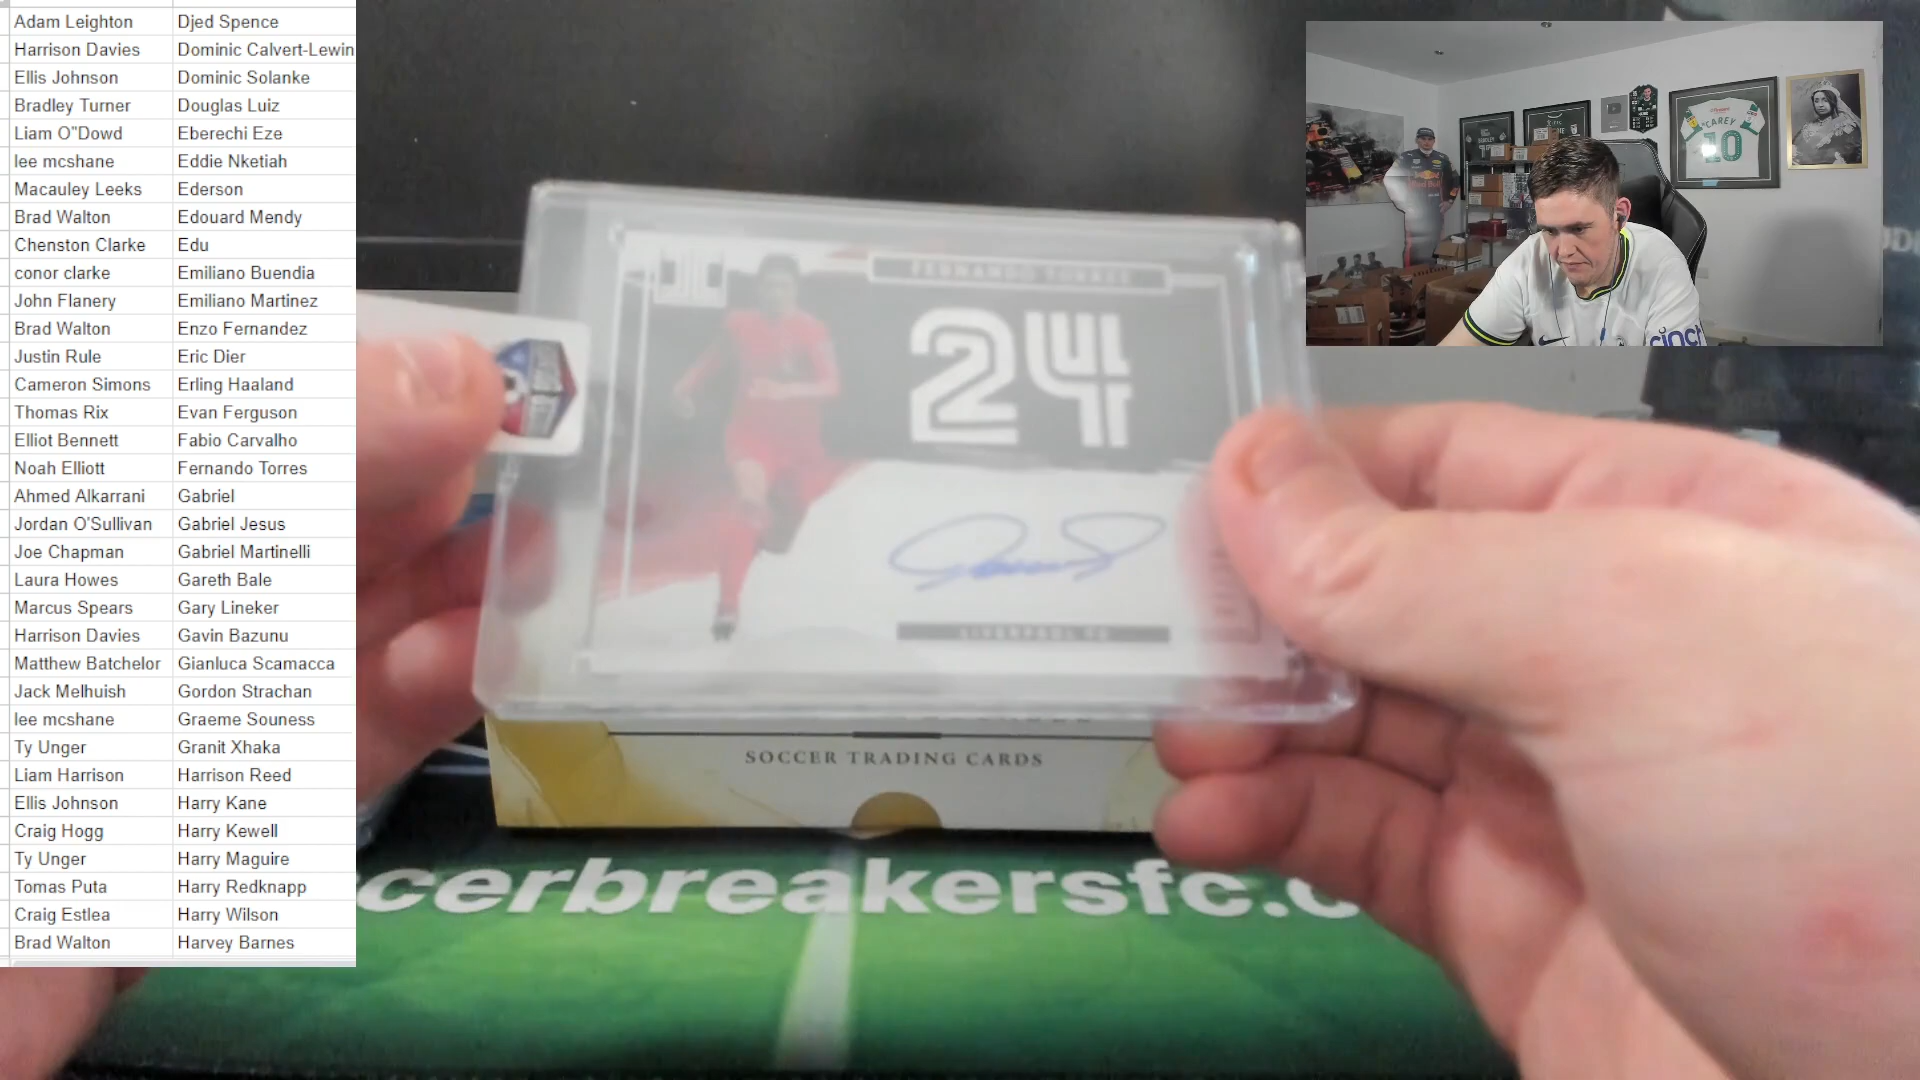 Adam Leighton Djed Spence
Harrison Davies Dominic Calvert-Lewin
Ellis Johnson Dominic Solanke
Bradley Turner Douglas Luiz
Liam O"Dowd Eberechi Eze
lee mcshane Eddie Nketiah
Macauley Leeks Ederson
Brad Walton Edouard Mendy
Chenston Clarke Edu
conor clarke Emiliano Buendia
John Flanery Emiliano Martinez
Brad Walton Enzo Fernandez
Justin Rule Eric Dier
Cameron Simons Erling Haaland
Thomas Rix Evan Ferguson
Elliot Bennett Fabio Carvalho
Noah Elliott Fernando Torres
Ahmed Alkarrani Gabriel
Jordan O'Sullivan Gabriel Jesus
Joe Chapman Gabriel Martinelli
Laura Howes Gareth Bale
Marcus Spears Gary Lineker
Harrison Davies Gavin Bazunu
Matthew Batchelor Gianluca Scamacca
Jack Melhuish Gordon Strachan
lee mcshane Graeme Souness
Ty Unger Granit Xhaka
Liam Harrison Harrison Reed
Ellis Johnson Harry Kane
Craig Hogg Harry Kewell
Ty Unger Harry Maguire
Tomas Puta Harry Redknapp
Craig Estlea Harry Wilson
Brad Walton Harvey Barnes
FERNANDO TORRES
24
LIVERPOOL FC
SOCCER TRADING CARDS
ccerbreakersfc.c
CAREY
10
cinch